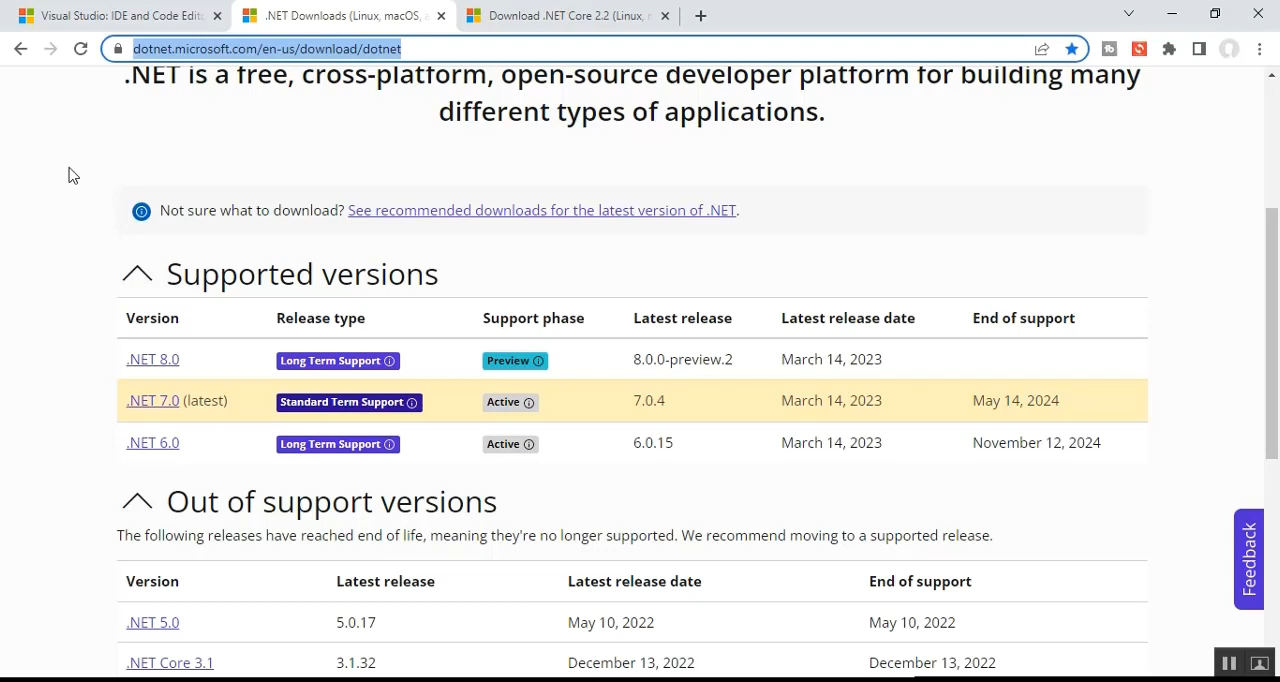 Visual Studio: IDE and Code Edit
.NET Downloads (Linux, macOS, a
Download .NET Core 2.2 (Linux, r
dotnet.microsoft.com/en-us/download/dotnet
.NET is a free, cross-platform, open-source developer platform for building many
different types of applications.
Not sure what to download? See recommended downloads for the latest version of .NET.
Supported versions
Version Release type Support phase Latest release Latest release date End of support
.NET 8.0 Long Term Support Preview 8.0.0-preview.2 March 14, 2023
.NET 7.0 (latest) Standard Term Support Active 7.0.4 March 14, 2023 May 14, 2024
.NET 6.0 Long Term Support Active 6.0.15 March 14, 2023 November 12, 2024
Out of support versions
The following releases have reached end of life, meaning they're no longer supported. We recommend moving to a supported release.
Version Latest release Latest release date End of support
.NET 5.0 5.0.17 May 10, 2022 May 10, 2022
.NET Core 3.1 3.1.32 December 13, 2022 December 13, 2022
Feedback